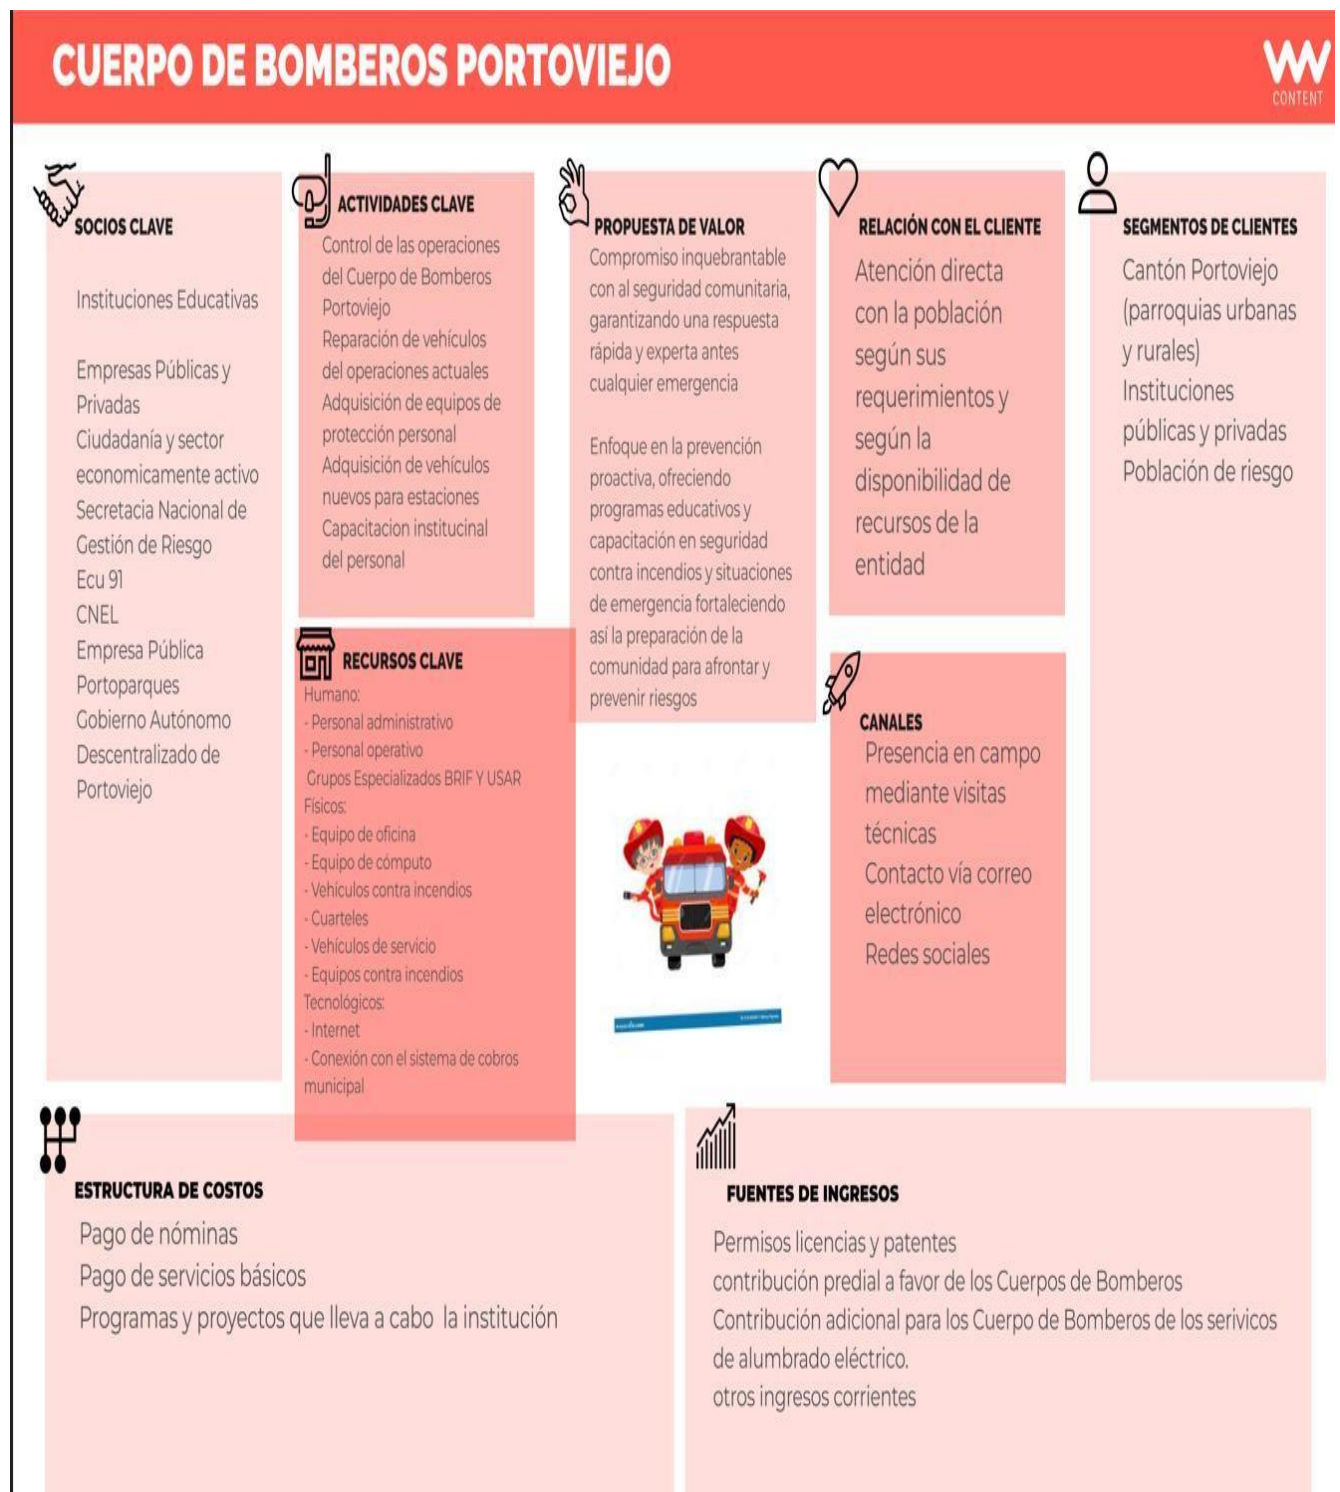 CUERPO DE BOMBEROS PORTOVIEJO
CONTENT
SOCIOS CLAVE
Instituciones Educativas
Empresas Públicas y
Privadas
Ciudadanía y sector
economicamente activo
Secretacia Nacional de
Gestión de Riesgo
Ecu 91
CNEL
Empresa Pública
Portoparques
Gobierno Autónomo
Descentralizado de
Portoviejo
ACTIVIDADES CLAVE
Control de las operaciones
del Cuerpo de Bomberos
Portoviejo
Reparación de vehículos
del operaciones actuales
Adquisición de equipos de
protección personal
Adquisición de vehículos
nuevos para estaciones
Capacitacion institucinal
del personal
RECURSOS CLAVE
Humano:
- Personal administrativo
- Personal operativo
Grupos Especializados BRIF Y USAR
Físicos:
- Equipo de oficina
- Equipo de cómputo
- Vehículos contra incendios
- Cuarteles
- Vehículos de servicio
- Equipos contra incendios
Tecnológicos:
- Internet
- Conexión con el sistema de cobros
municipal
PROPUESTA DE VALOR
Compromiso inquebrantable
con al seguridad comunitaria,
garantizando una respuesta
rápida y experta antes
cualquier emergencia
Enfoque en la prevención
proactiva, ofreciendo
programas educativos y
capacitación en seguridad
contra incendios y situaciones
de emergencia fortaleciendo
así la preparación de la
comunidad para afrontar y
prevenir riesgos
RELACIÓN CON EL CLIENTE
Atención directa
con la población
según sus
requerimientos y
según la
disponibilidad de
recursos de la
entidad
CANALES
Presencia en campo
mediante visitas
técnicas
Contacto vía correo
electrónico
Redes sociales
SEGMENTOS DE CLIENTES
Cantón Portoviejo
(parroquias urbanas
y rurales)
Instituciones
públicas y privadas
Población de riesgo
ESTRUCTURA DE COSTOS
Pago de nóminas
Pago de servicios básicos
Programas y proyectos que lleva a cabo la institución
FUENTES DE INGRESOS
Permisos licencias y patentes
contribución predial a favor de los Cuerpos de Bomberos
Contribución adicional para los Cuerpo de Bomberos de los serivicos
de alumbrado eléctrico.
otros ingresos corrientes